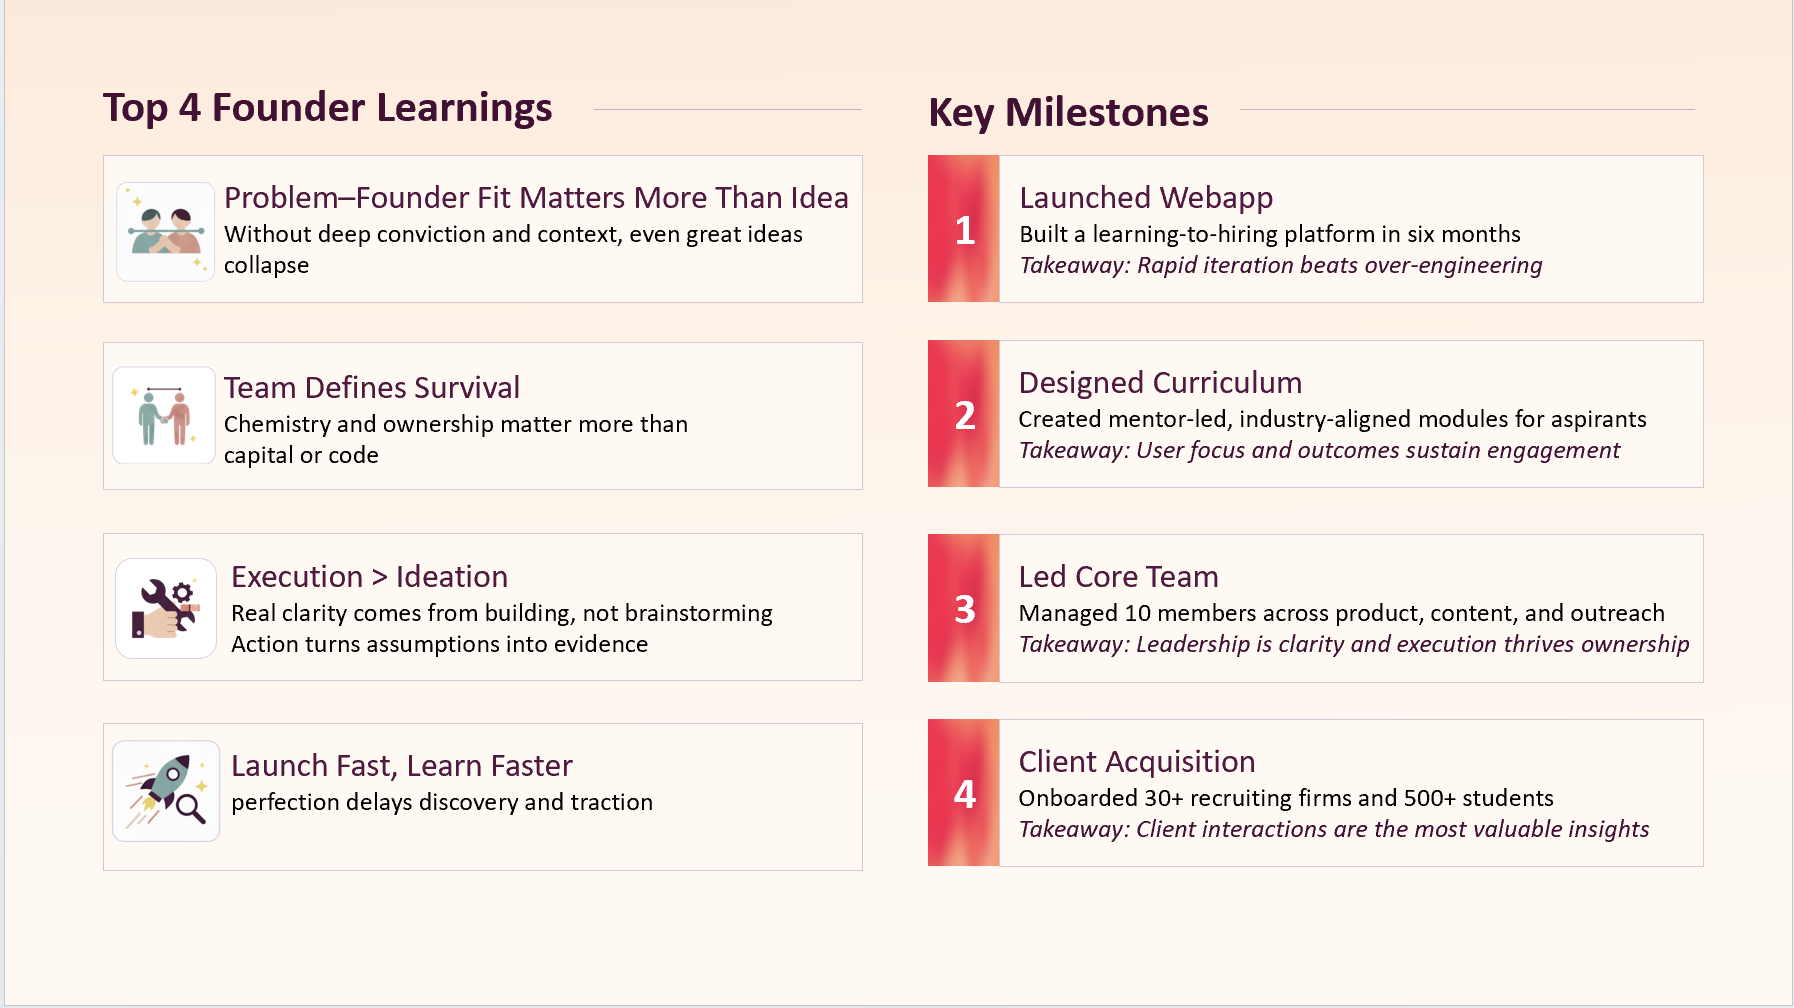 Top 4 Founder Learnings
Problem–Founder Fit Matters More Than Idea
Without deep conviction and context, even great ideas
collapse
Team Defines Survival
Chemistry and ownership matter more than
capital or code
Execution > Ideation
Real clarity comes from building, not brainstorming
Action turns assumptions into evidence
Launch Fast, Learn Faster
perfection delays discovery and traction
Key Milestones
1
Launched Webapp
Built a learning-to-hiring platform in six months
Takeaway: Rapid iteration beats over-engineering
2
Designed Curriculum
Created mentor-led, industry-aligned modules for aspirants
Takeaway: User focus and outcomes sustain engagement
3
Led Core Team
Managed 10 members across product, content, and outreach
Takeaway: Leadership is clarity and execution thrives ownership
4
Client Acquisition
Onboarded 30+ recruiting firms and 500+ students
Takeaway: Client interactions are the most valuable insights